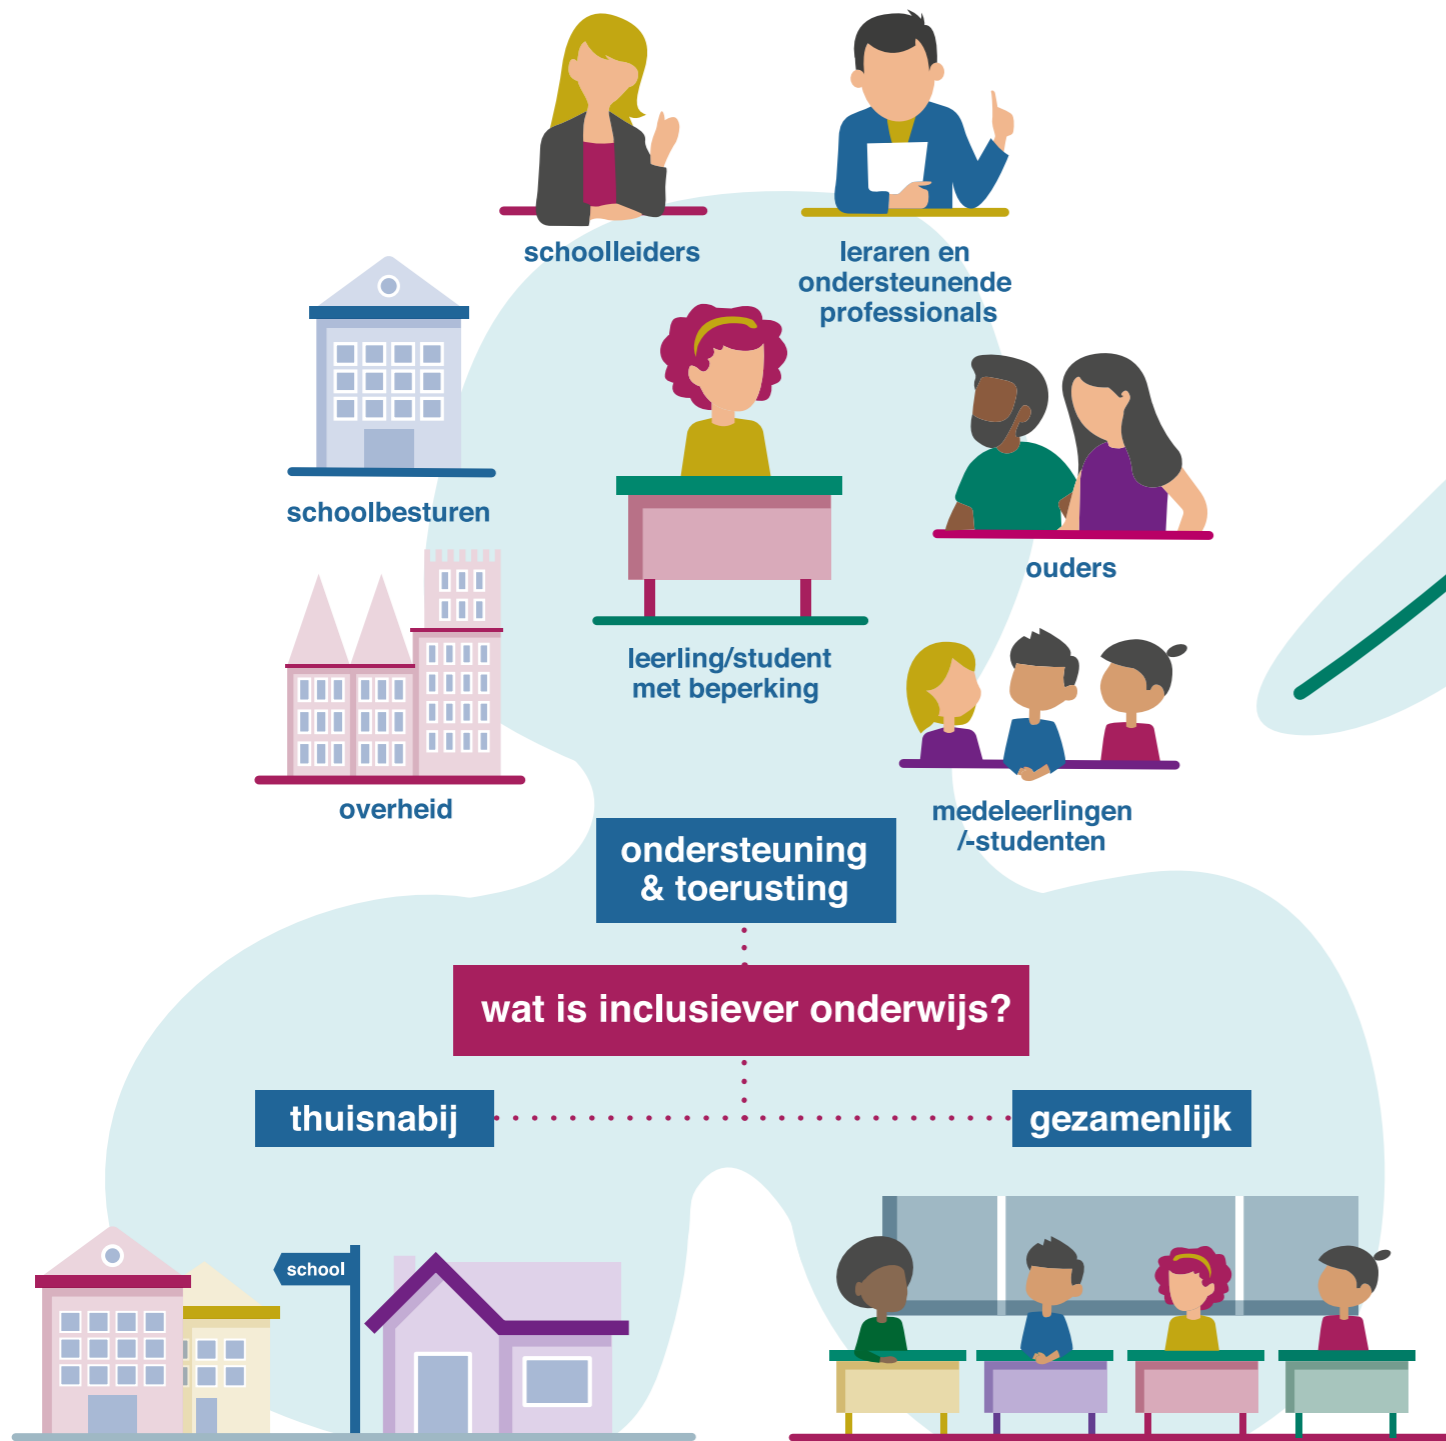 schoolleiders
leraren en
ondersteunende
professionals
schoolbesturen
ouders
leerling/student
met beperking
overheid
medeleerlingen
/-studenten
ondersteuning
& toerusting
wat is inclusiever onderwijs?
thuisnabij
gezamenlijk
school